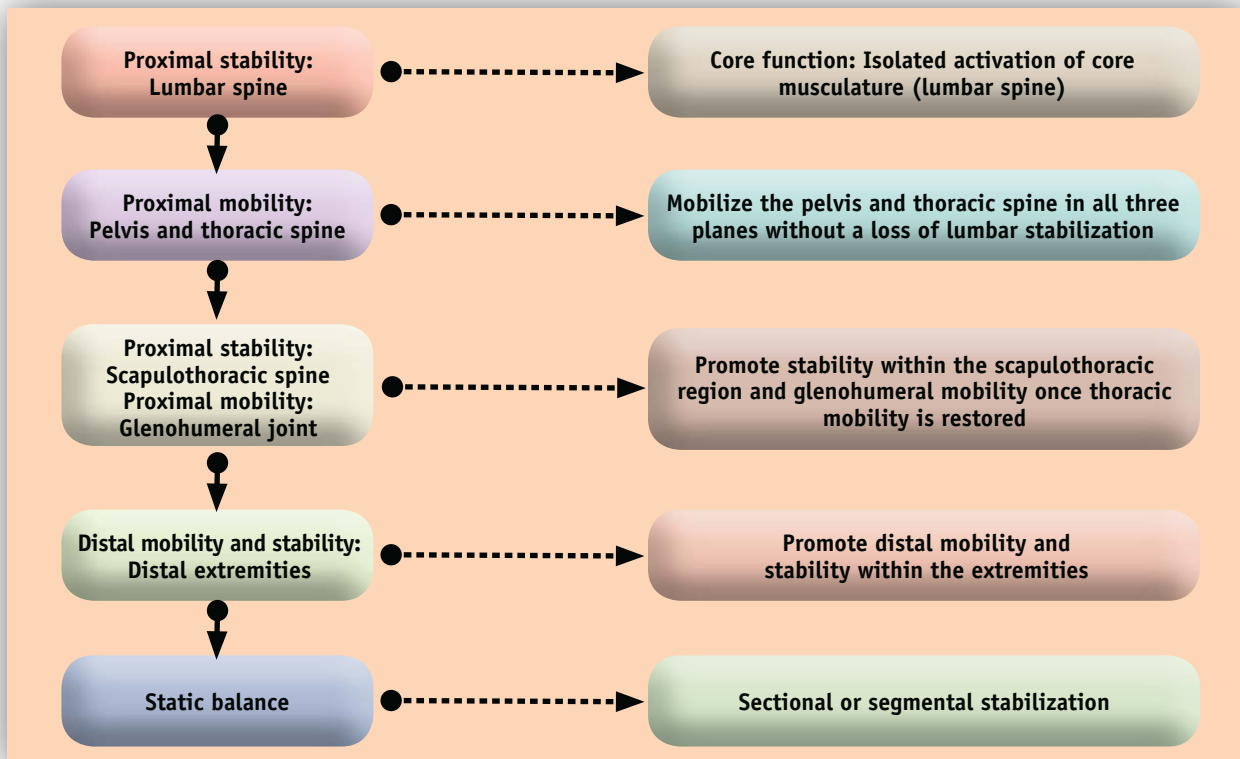 Proximal stability:
Lumbar spine
Core function: Isolated activation of core
musculature (lumbar spine)
Proximal mobility:
Pelvis and thoracic spine
Mobilize the pelvis and thoracic spine in all three
planes without a loss of lumbar stabilization
Proximal stability:
Scapulothoracic spine
Proximal mobility:
Glenohumeral joint
Promote stability within the scapulothoracic
region and glenohumeral mobility once thoracic
mobility is restored
Distal mobility and stability:
Distal extremities
Promote distal mobility and
stability within the extremities
Static balance
Sectional or segmental stabilization